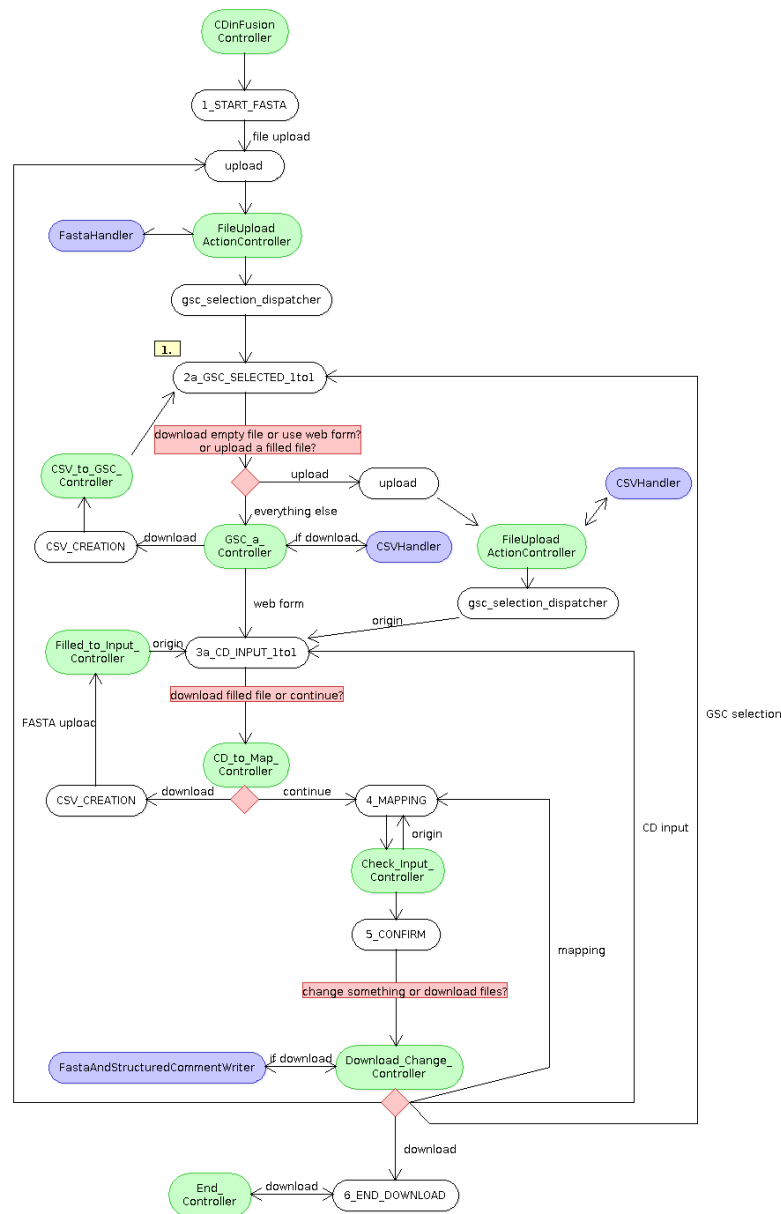 CDinFusion
Controller
1_START_FASTA
file upload
upload
FileUpload
ActionController
FastaHandler
gsc_selection_dispatcher
1.
2a_GSC_SELECTED_1to1
download empty file or use web form?
or upload a filled file?
CSV_to_GSC_
Controller
upload
upload
CSVHandler
everything else
CSV_CREATION
download
GSC_a_
Controller
if download
CSVHandler
FileUpload
ActionController
web form
gsc_selection_dispatcher
origin
Filled_to_Input_
Controller
origin
3a_CD_INPUT_1to1
download filled file or continue?
GSC selection
FASTA upload
CD_to_Map_
Controller
CSV_CREATION
download
continue
4_MAPPING
CD input
origin
Check_Input_
Controller
5_CONFIRM
mapping
change something or download files?
FastaAndStructuredCommentWriter
if download
Download_Change_
Controller
download
End_
Controller
download
6_END_DOWNLOAD